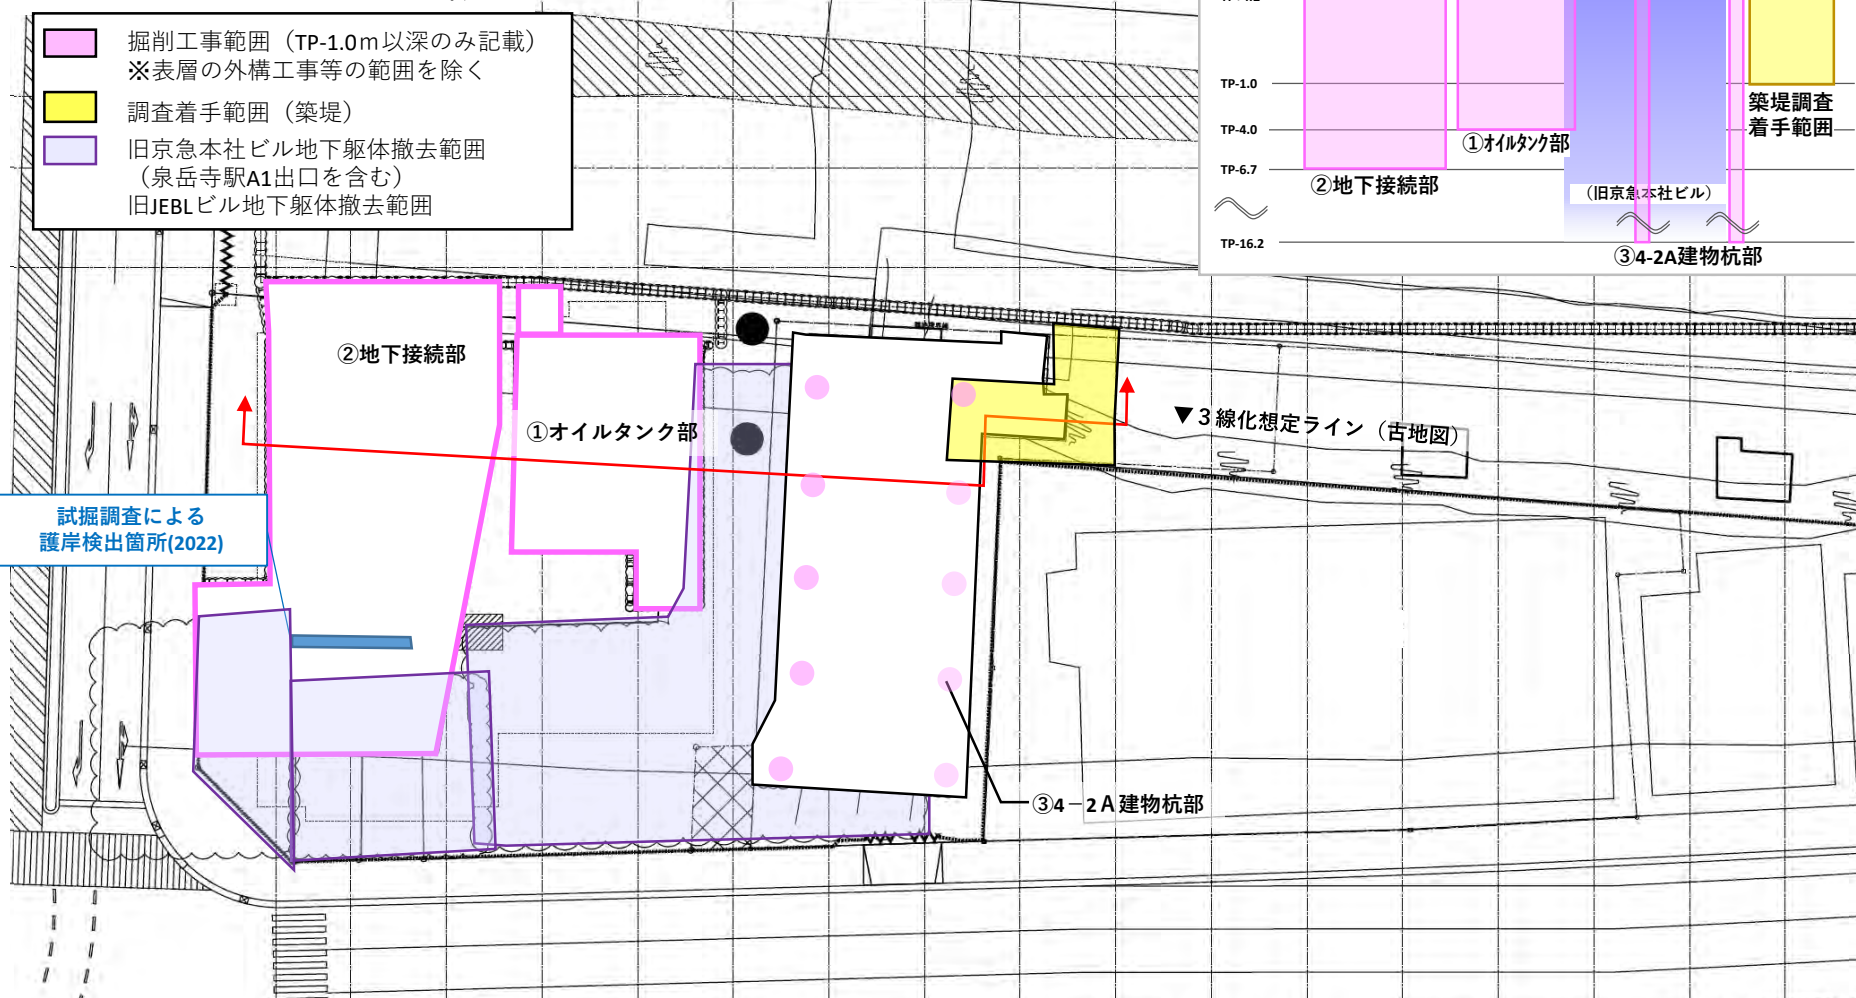 掘削工事範囲（TP-1.0ｍ以深のみ記載）
※表層の外構工事等の範囲を除く
調査着手範囲（築堤）
旧京急本社ビル地下躯体撤去範囲
（泉岳寺駅A1出口を含む）
旧JEBLビル地下躯体撤去範囲
TP-1.0
TP-4.0
TP-6.7
TP-16.2
築堤調査
着手範囲
①オイルタンク部
②地下接続部
（旧京急本社ビル）
③4-2A建物杭部
②地下接続部
①オイルタンク部
▼３線化想定ライン（古地図）
試掘調査による
護岸検出箇所(2022)
③4－2Ａ建物杭部